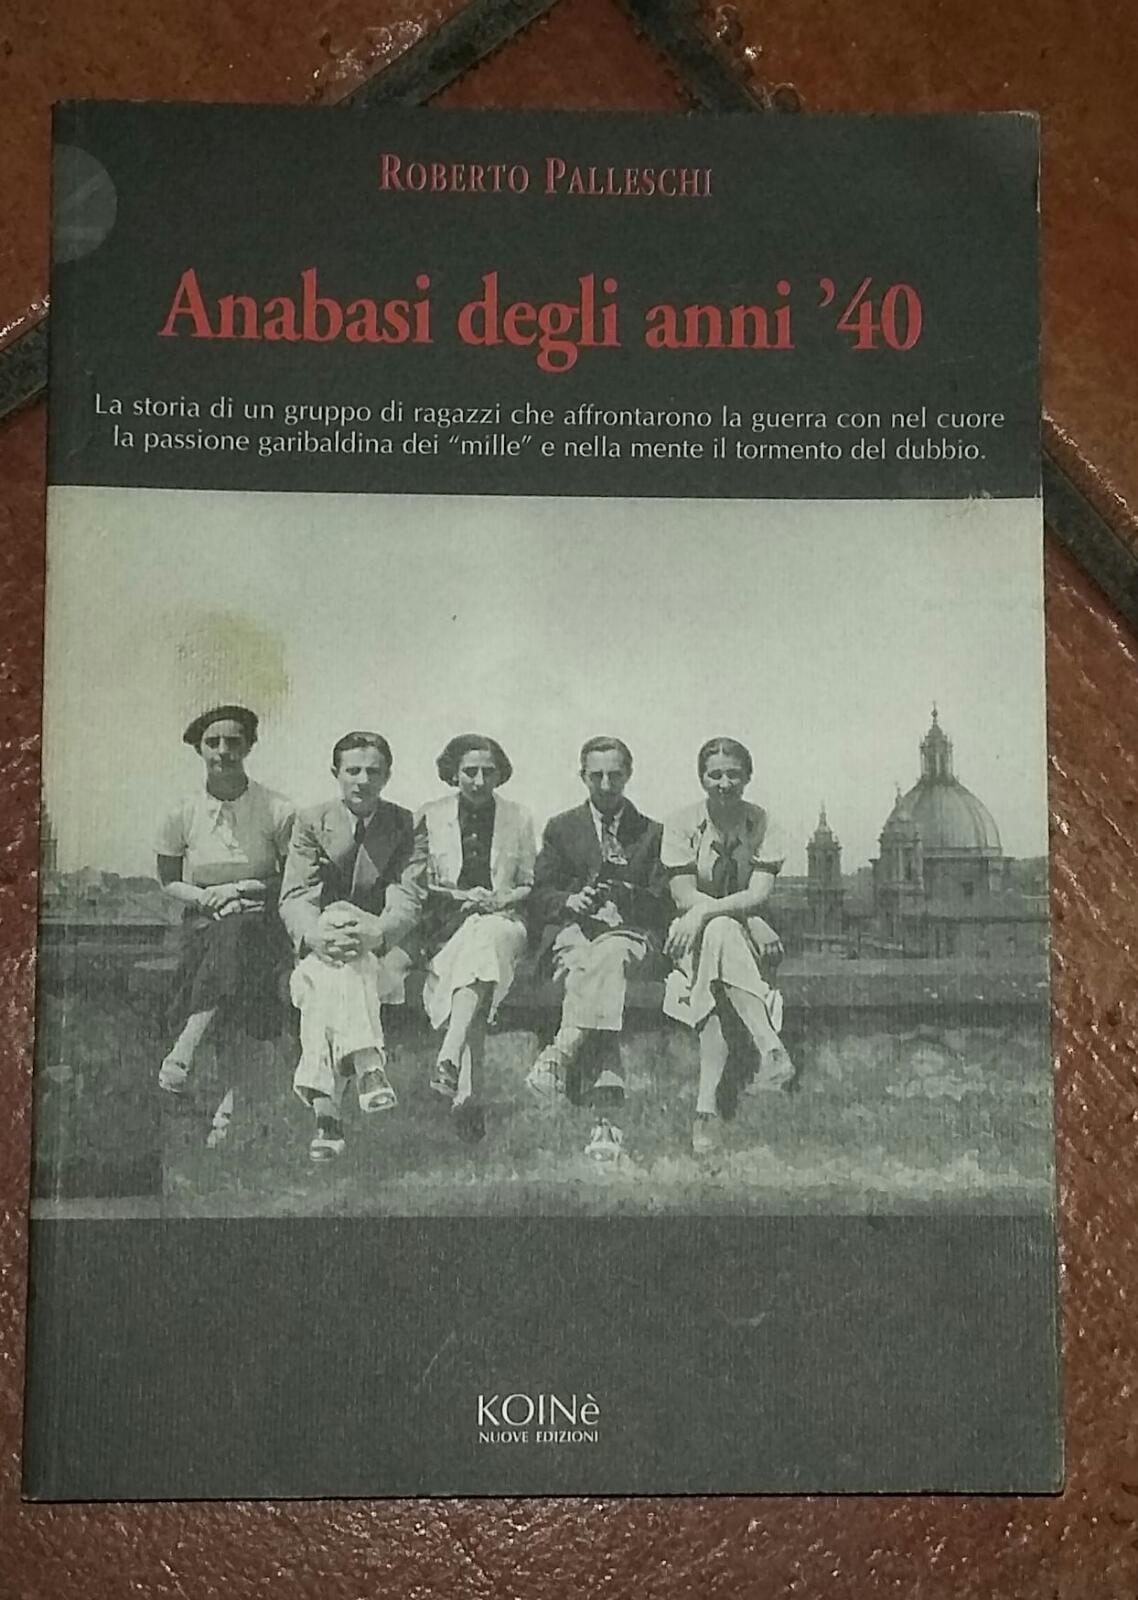 ROBERTO PALLESCHI
Anabasi degli anni ’40
La storia di un gruppo di ragazzi che affrontarono la guerra con nel cuore
la passione garibaldina dei “mille” e nella mente il tormento del dubbio.
KOINè
NUOVE EDIZIONI